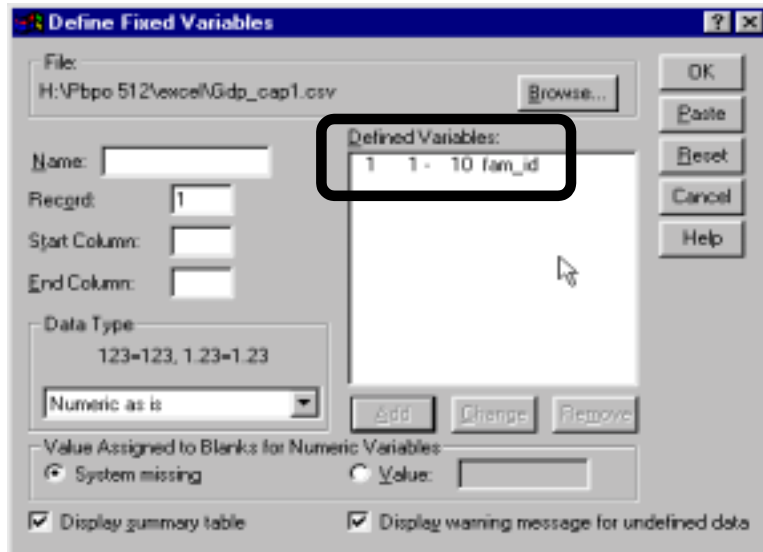 Define Fixed Variables
File:
H:\Pbpo 512\excel\Gdp_cap1.csv
Browse...
OK
Paste
Reset
Cancel
Help
Name:
Record: 1
Start Column:
End Column:
Defined Variables:
1 1 - 10 fam_id
Data Type
123=123, 1.23=1.23
Numeric as is
Add
Change
Remove
Value Assigned to Blanks for Numeric Variables
System missing
Value:
Display summary table
Display warning message for undefined data